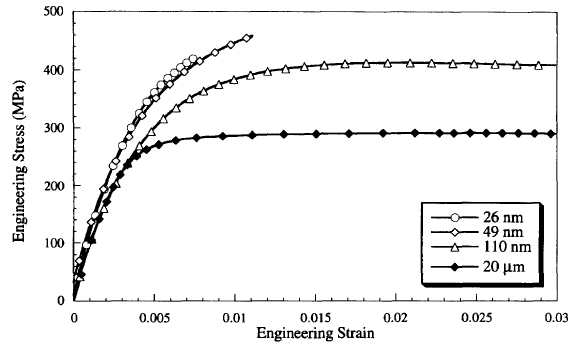 500
400
300
200
100
0
Engineering Stress (MPa)
0
0.005
0.01
0.015
0.02
0.025
0.03
Engineering Strain
26 nm
49 nm
110 nm
20 µm